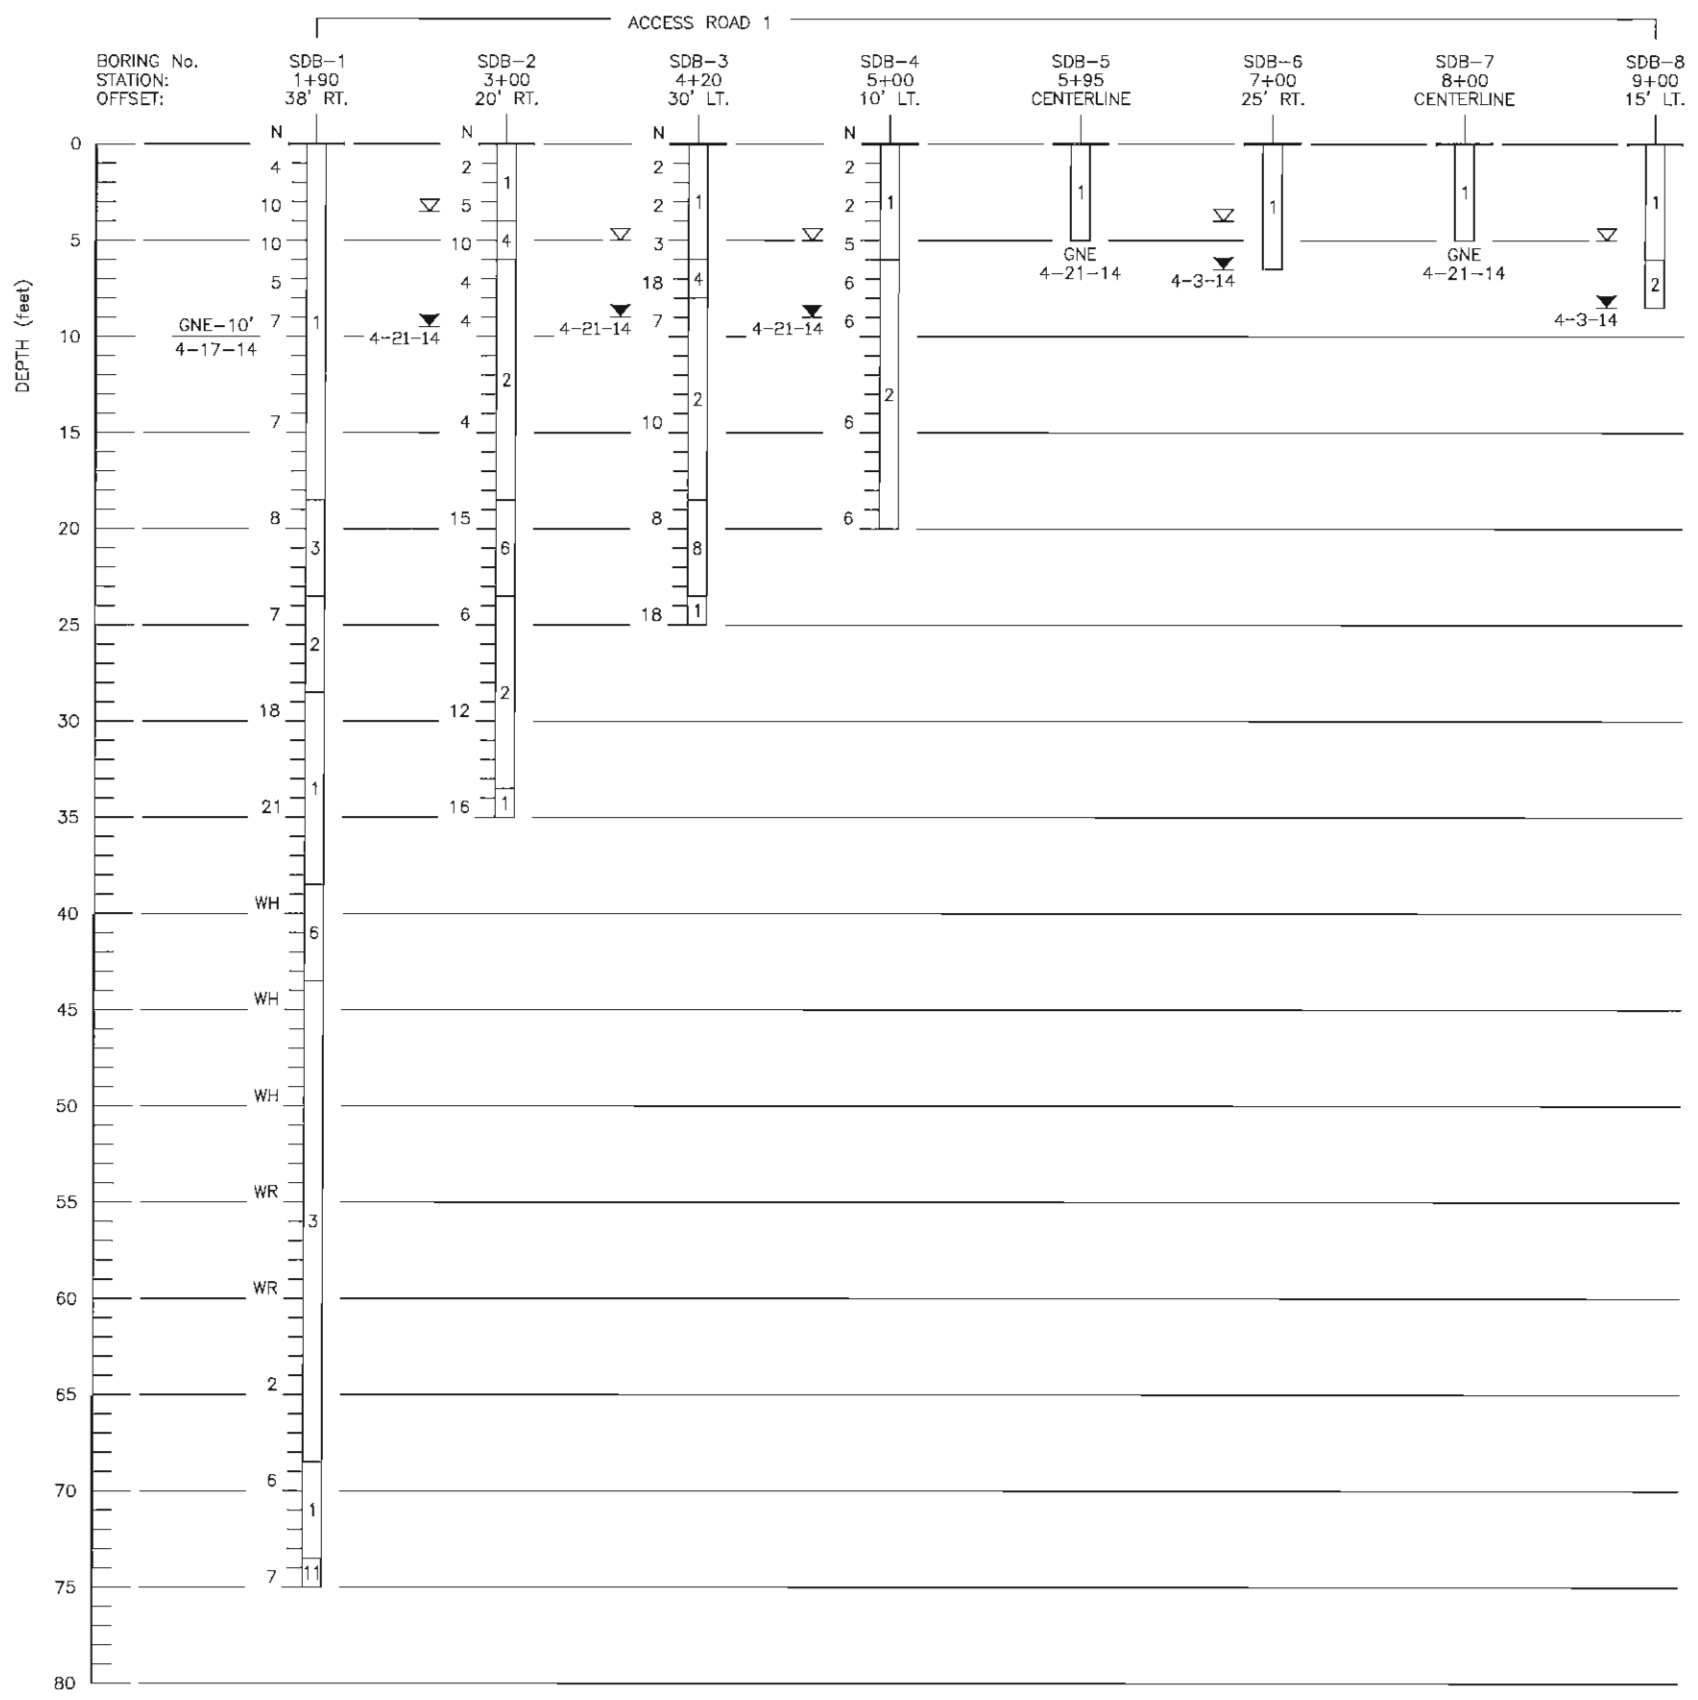 ACCESS ROAD 1
BORING No. SDB-1 SDB-2 SDB-3 SDB-4 SDB-5 SDB-6 SDB-7 SDB-8
STATION: 1+90 3+00 4+20 5+00 5+95 7+00 8+00 9+00
OFFSET: 38' RT. 20' RT. 30' LT. 10' LT. CENTERLINE 25' RT. CENTERLINE 15' LT.
N N N N
0
4 2 2 2
1
10 5 2 2 1 1 1 1 1 1
5 10 10 4 3 5
GNE GNE
4-21-14 4-3-14 4-21-14
5 4 18 4 6 2
GNE-10' 7 1 4 7 6 4-3-14
4-21-14 4-21-14 4-21-14
10
4-17-14
DEPTH (feet)
2
2 2
7 4 10 6
15
8 15 8 6
20
3 6 8
7 6 18 1
25
2
2
18 12
30
1
21 16 1
35
WH
40
6
WH
45
WH
50
WR
55
3
WR
60
2
65
6
70
1
7 11
75
80